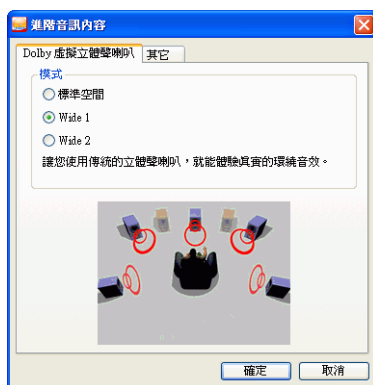 進階音訊內容
Dolby 虛擬立體聲喇叭
其它
模式
標準空間
Wide 1
Wide 2
讓您使用傳統的立體聲喇叭，就能體驗真實的環繞音效。
確定
取消